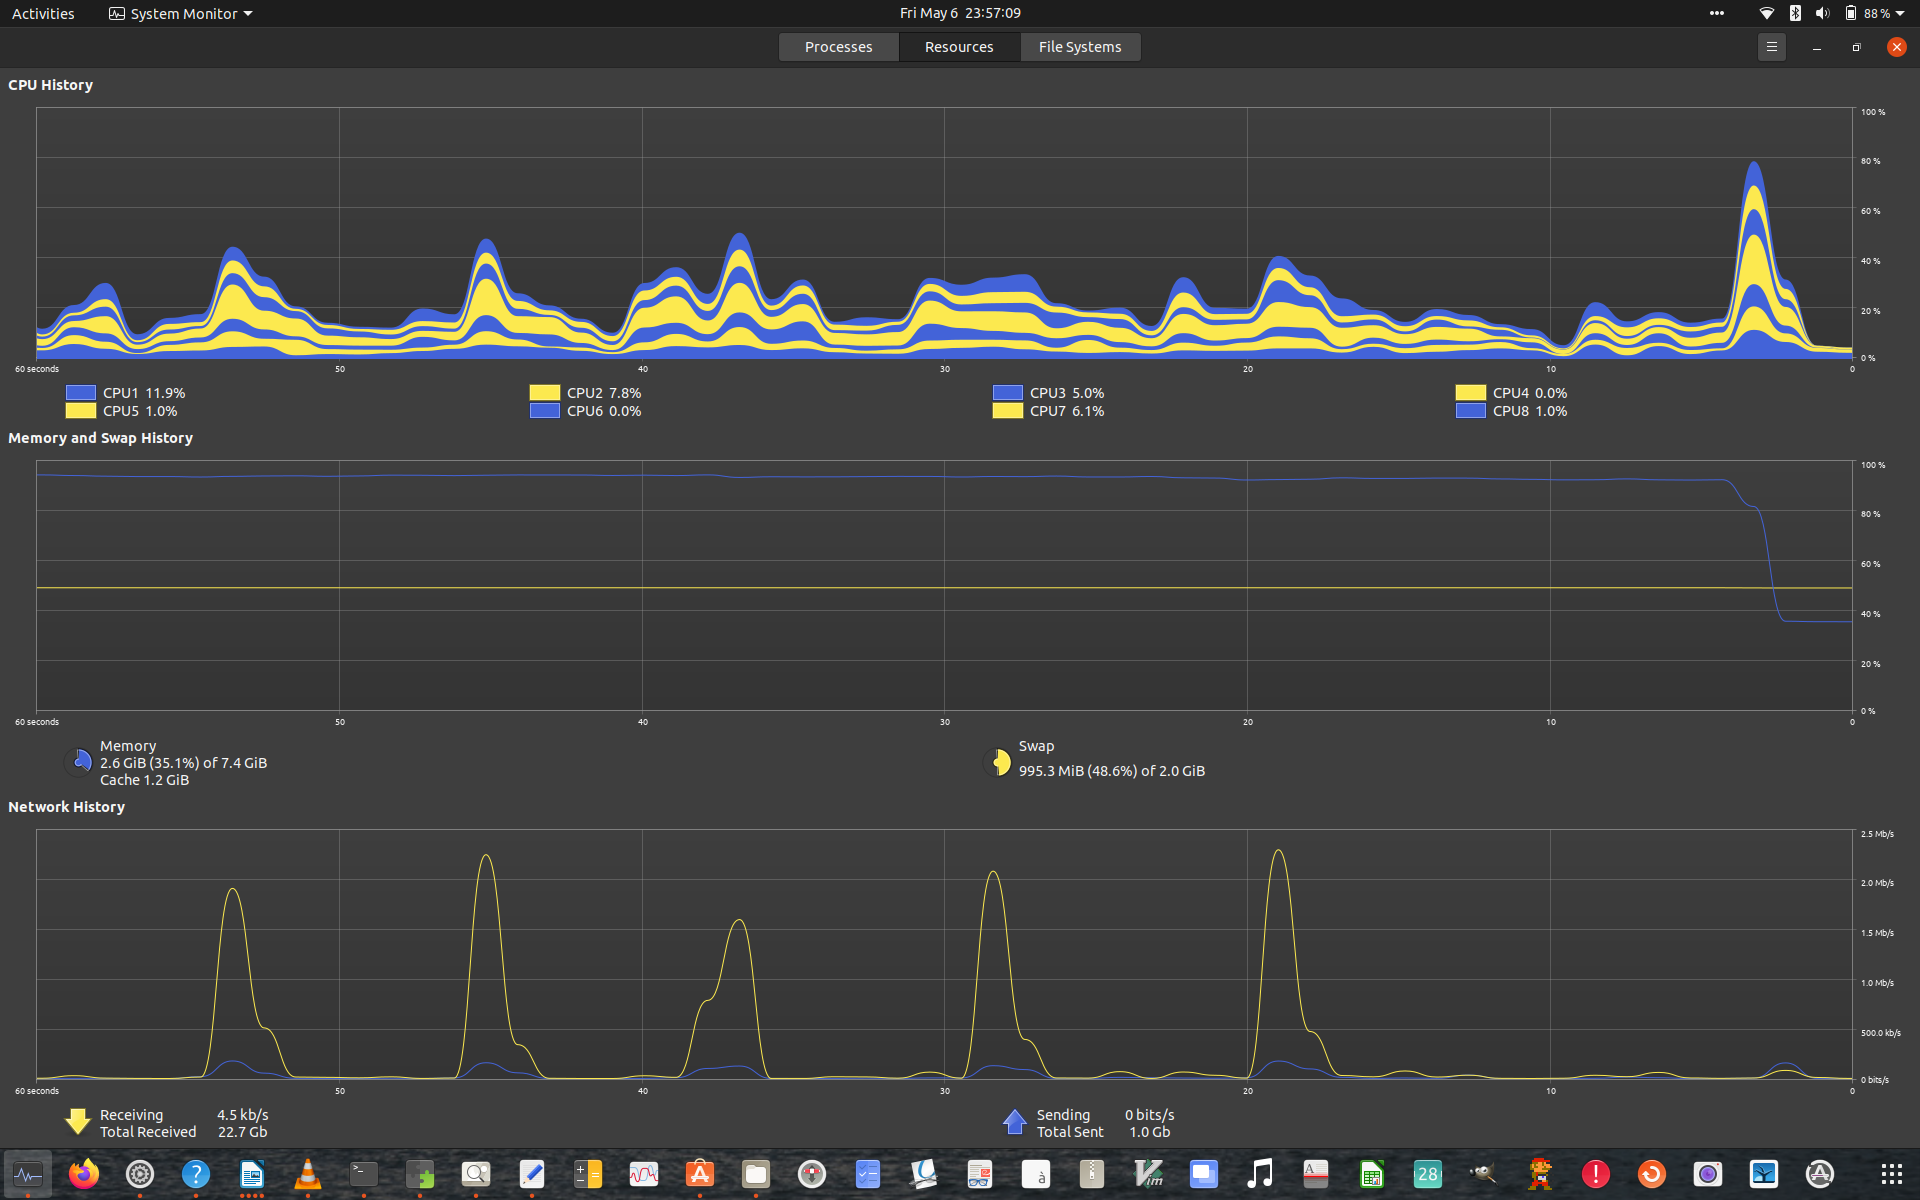 Activities System Monitor Fri May 6 23:57:09 88 %
Processes Resources File Systems
CPU History
100 %
80 %
60 %
40 %
20 %
0 %
60 seconds 50 40 30 20 10 0
CPU1 11.9% CPU2 7.8% CPU3 5.0% CPU4 0.0%
CPU5 1.0% CPU6 0.0% CPU7 6.1% CPU8 1.0%
Memory and Swap History
100 %
80 %
60 %
40 %
20 %
0 %
60 seconds 50 40 30 20 10 0
Memory
2.6 GiB (35.1%) of 7.4 GiB
Cache 1.2 GiB
Swap
995.3 MiB (48.6%) of 2.0 GiB
Network History
2.5 Mb/s
2.0 Mb/s
1.5 Mb/s
1.0 Mb/s
500.0 kb/s
0 bits/s
60 seconds 50 40 30 20 10 0
Receiving 4.5 kb/s Sending 0 bits/s
Total Received 22.7 Gb Total Sent 1.0 Gb
? >_ à Vim A 28 !